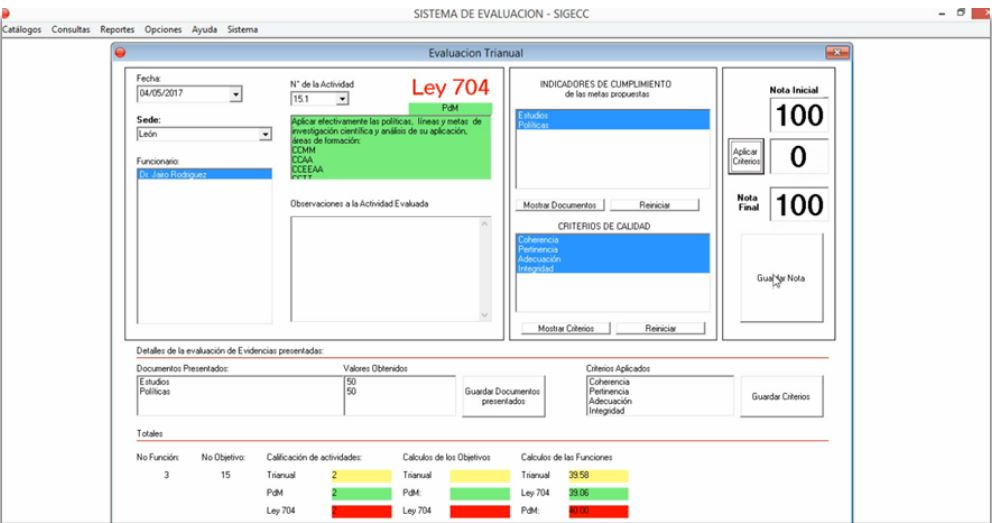 SISTEMA DE EVALUACION - SIGECC
Catálogos Consultas Reportes Opciones Ayuda Sistema
Evaluacion Trianual
Fecha:
04/05/2017
Sede:
León
Funcionario:
Dr. Jairo Rodriguez
N° de la Actividad
15.1
Ley 704
PdM
Aplicar efectivamente las políticas, líneas y metas de
investigación científica y análisis de su aplicación,
áreas de formación:
CCMM
CCAA
CCEEAA
CCTT
Observaciones a la Actividad Evaluada
INDICADORES DE CUMPLIMIENTO
de las metas propuestas
Estudios
Políticas
Mostrar Documentos Reiniciar
CRITERIOS DE CALIDAD
Coherencia
Pertinencia
Adecuación
Integridad
Mostrar Criterios Reiniciar
Nota Inicial
100
Aplicar
Criterios
0
Nota
Final
100
Guardar Nota
Detalles de la evaluación de Evidencias presentadas:
Documentos Presentados:
Estudios
Políticas
Valores Obtenidos
50
50
Guardar Documentos
presentados
Criterios Aplicados
Coherencia
Pertinencia
Adecuación
Integridad
Guardar Criterios
Totales
No Función: No Objetivo: Calificación de actividades: Calculos de los Objetivos Calculos de las Funciones
3 15 Trianual 2 Trianual Trianual 39.58
PdM 2 PdM: Ley 704 39.06
Ley 704 2 Ley 704 PdM: 40.00